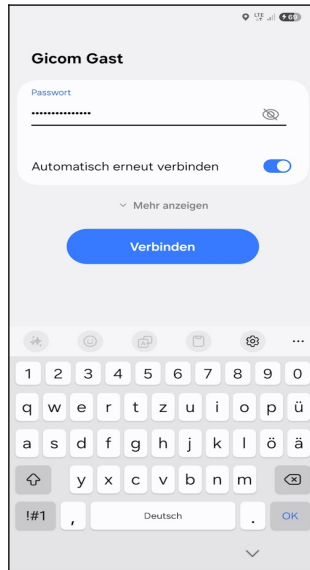 LTE 69
Gicom Gast
Passwort
•••••••••••••••
Automatisch erneut verbinden
Mehr anzeigen
Verbinden
1 2 3 4 5 6 7 8 9 0
q w e r t z u i o p ü
a s d f g h j k l ö ä
y x c v b n m
!#1 , Deutsch . OK